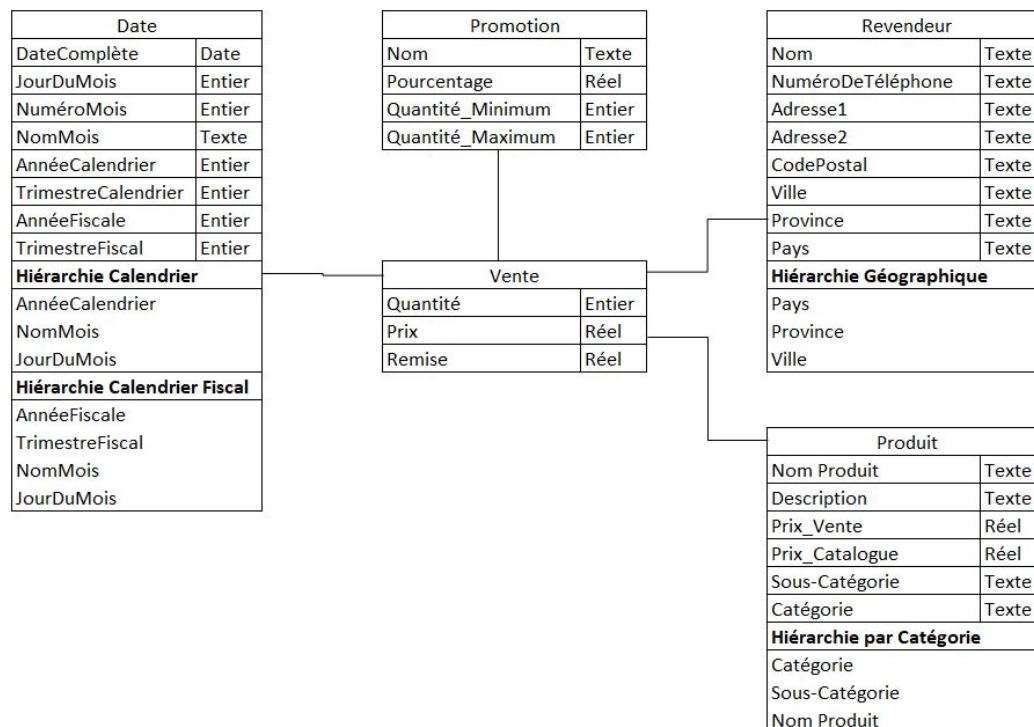 Date
DateComplète Date
JourDuMois Entier
NuméroMois Entier
NomMois Texte
AnnéeCalendrier Entier
TrimestreCalendrier Entier
AnnéeFiscale Entier
TrimestreFiscal Entier
Hiérarchie Calendrier
AnnéeCalendrier
NomMois
JourDuMois
Hiérarchie Calendrier Fiscal
AnnéeFiscale
TrimestreFiscal
NomMois
JourDuMois
Promotion
Nom Texte
Pourcentage Réel
Quantité_Minimum Entier
Quantité_Maximum Entier
Vente
Quantité Entier
Prix Réel
Remise Réel
Revendeur
Nom Texte
NuméroDeTéléphone Texte
Adresse1 Texte
Adresse2 Texte
CodePostal Texte
Ville Texte
Province Texte
Pays Texte
Hiérarchie Géographique
Pays
Province
Ville
Produit
Nom Produit Texte
Description Texte
Prix_Vente Réel
Prix_Catalogue Réel
Sous-Catégorie Texte
Catégorie Texte
Hiérarchie par Catégorie
Catégorie
Sous-Catégorie
Nom Produit